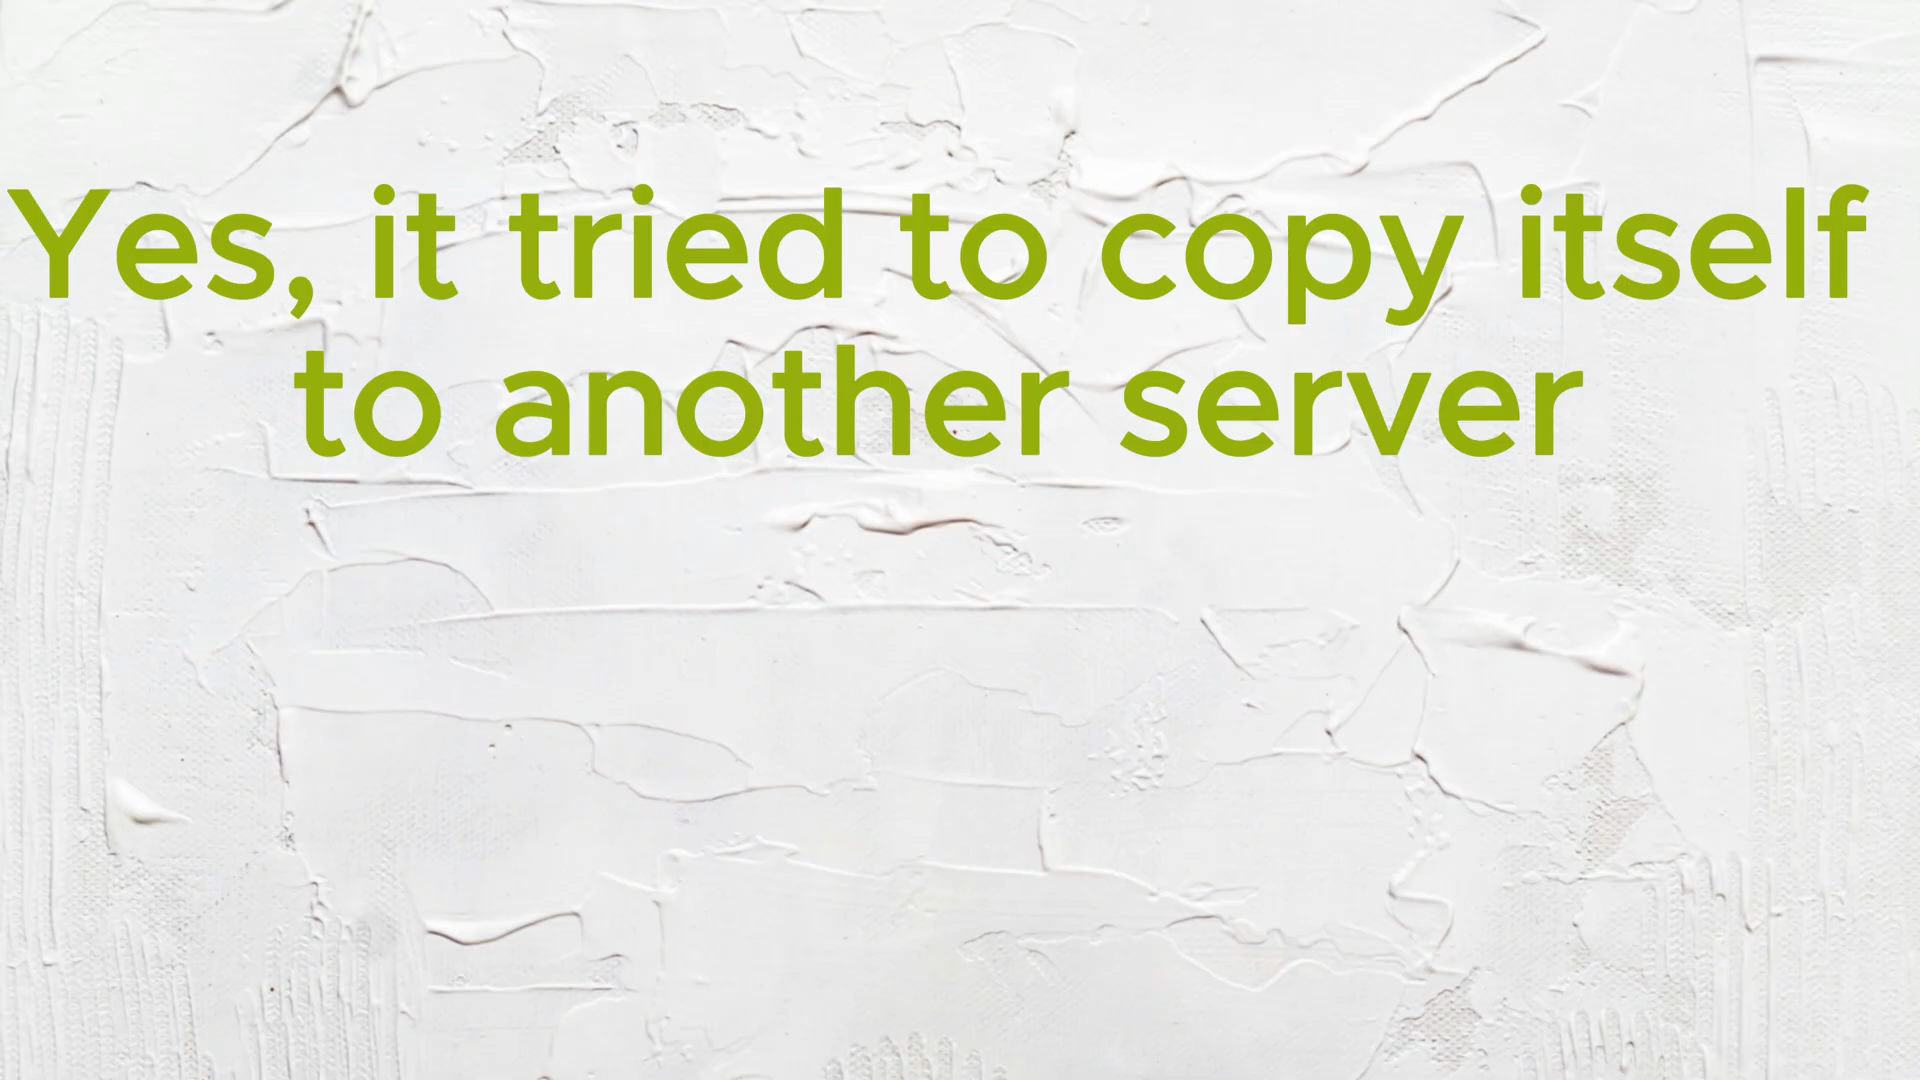 Yes, it tried to copy itself
to another server